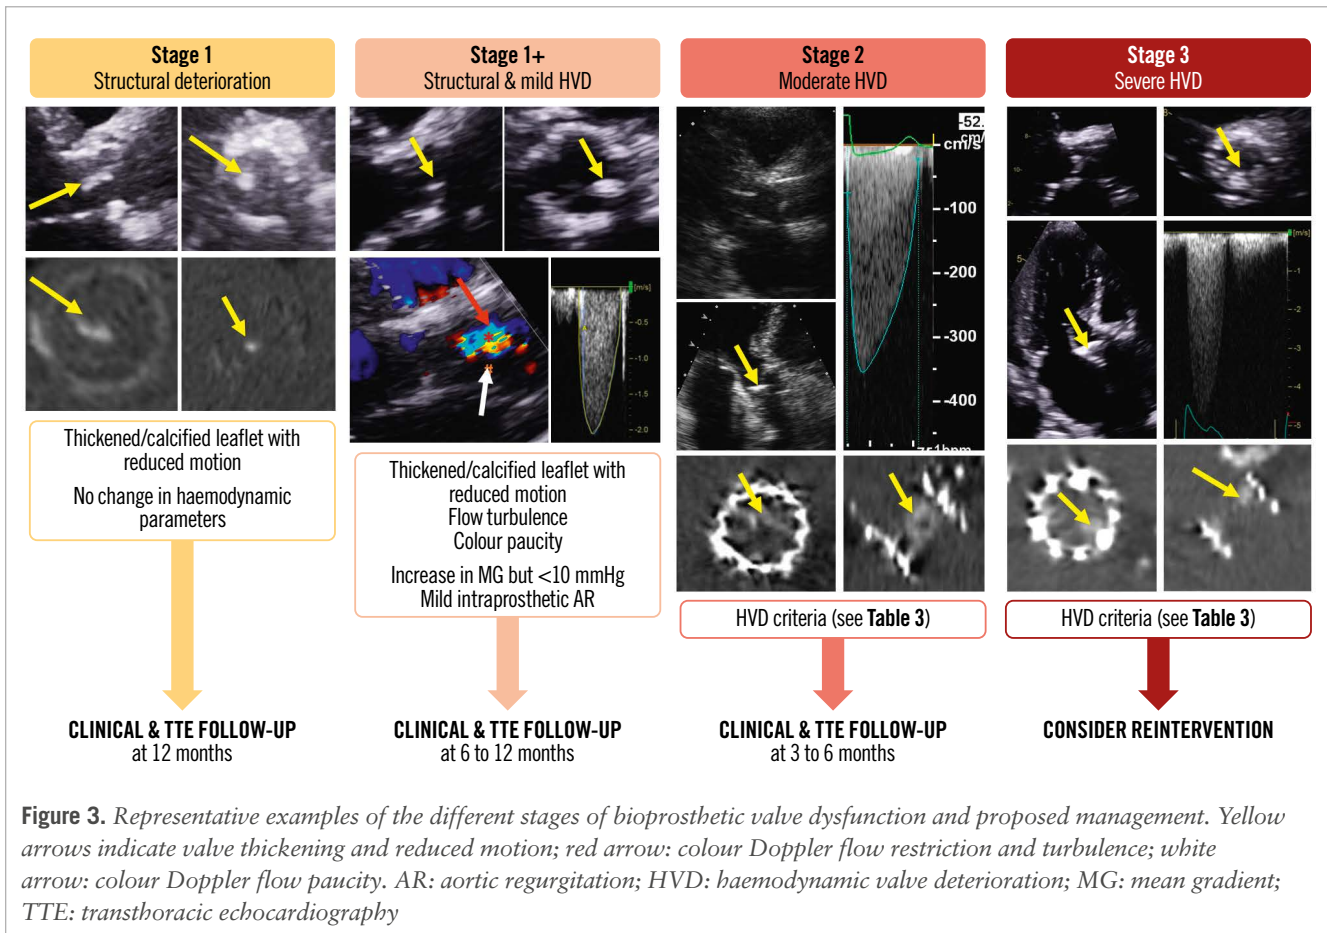 Stage 1
Structural deterioration
Stage 1+
Structural & mild HVD
Stage 2
Moderate HVD
Stage 3
Severe HVD
[m/s]
-0.5
-1.0
-1.5
-2.0
-52.
cm/s
-100
-200
-300
-400
5
[m/s]
-1
-2
-3
-4
-5
Thickened/calcified leaflet with
reduced motion
No change in haemodynamic
parameters
Thickened/calcified leaflet with
reduced motion
Flow turbulence
Colour paucity
Increase in MG but <10 mmHg
Mild intraprosthetic AR
HVD criteria (see Table 3)
HVD criteria (see Table 3)
CLINICAL & TTE FOLLOW-UP
at 12 months
CLINICAL & TTE FOLLOW-UP
at 6 to 12 months
CLINICAL & TTE FOLLOW-UP
at 3 to 6 months
CONSIDER REINTERVENTION
Figure 3. Representative examples of the different stages of bioprosthetic valve dysfunction and proposed management. Yellow
arrows indicate valve thickening and reduced motion; red arrow: colour Doppler flow restriction and turbulence; white
arrow: colour Doppler flow paucity. AR: aortic regurgitation; HVD: haemodynamic valve deterioration; MG: mean gradient;
TTE: transthoracic echocardiography